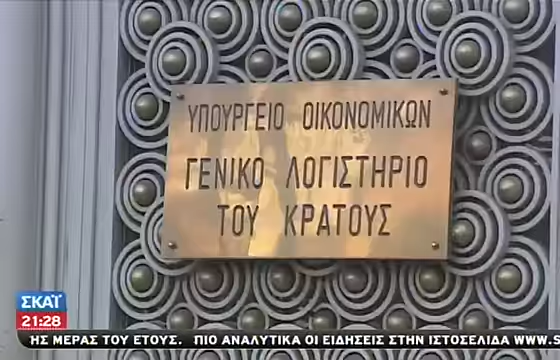 ΥΠΟΥΡΓΕΙΟ ΟΙΚΟΝΟΜΙΚΩΝ
ΓΕΝΙΚΟ ΛΟΓΙΣΤΗΡΙΟ
ΤΟΥ ΚΡΑΤΟΥΣ
ΣΚΑΪ
21:28
ΗΣ ΜΕΡΑΣ ΤΟΥ ΕΤΟΥΣ. ΠΙΟ ΑΝΑΛΥΤΙΚΑ ΟΙ ΕΙΔΗΣΕΙΣ ΣΤΗΝ ΙΣΤΟΣΕΛΙΔΑ WWW.